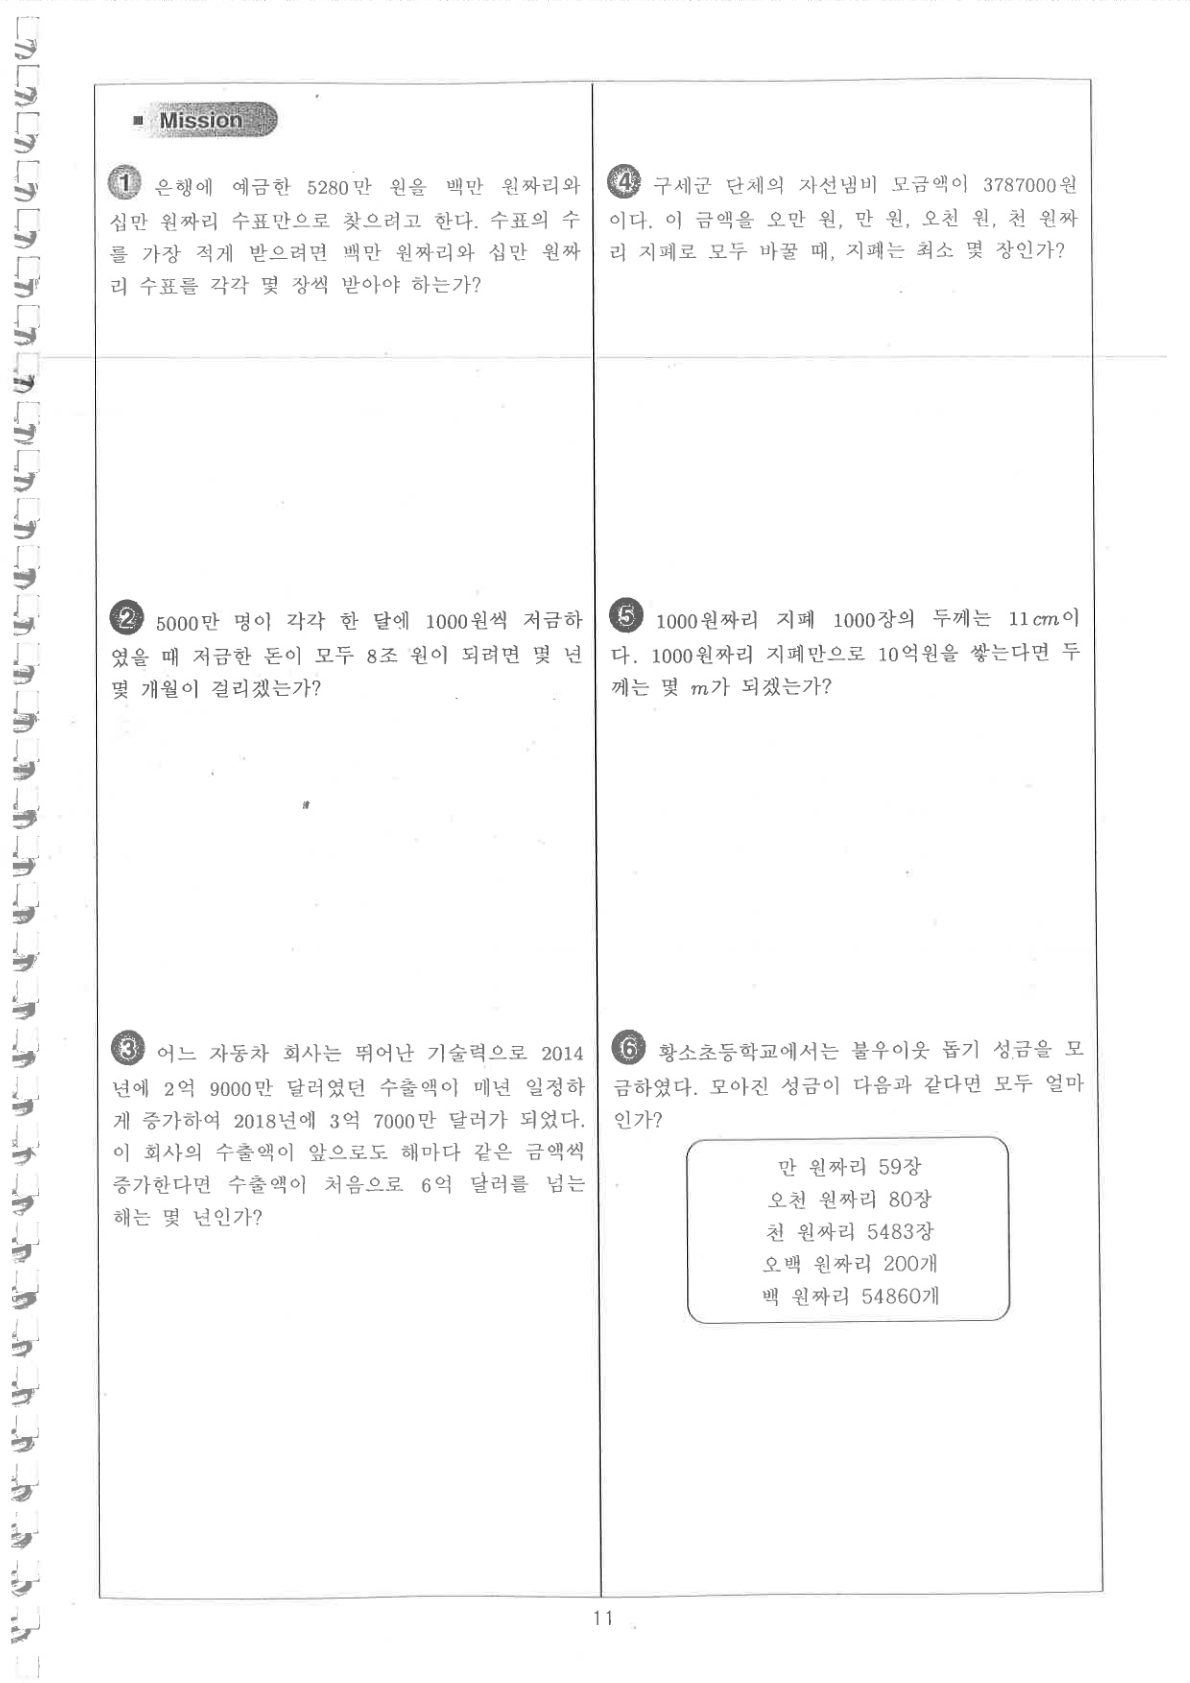 Mission
1 은행에 예금한 5280만 원을 백만 원짜리와
십만 원짜리 수표만으로 찾으려고 한다. 수표의 수
를 가장 적게 받으려면 백만 원짜리와 십만 원짜
리 수표를 각각 몇 장씩 받아야 하는가?
2 5000만 명이 각각 한 달에 1000원씩 저금하
였을 때 저금한 돈이 모두 8조 원이 되려면 몇 년
몇 개월이 걸리겠는가?
3 어느 자동차 회사는 뛰어난 기술력으로 2014
년에 2억 9000만 달러였던 수출액이 매년 일정하
게 증가하여 2018년에 3억 7000만 달러가 되었다.
이 회사의 수출액이 앞으로도 해마다 같은 금액씩
증가한다면 수출액이 처음으로 6억 달러를 넘는
해는 몇 년인가?
4 구세군 단체의 자선냄비 모금액이 3787000원
이다. 이 금액을 오만 원, 만 원, 오천 원, 천 원짜
리 지폐로 모두 바꿀 때, 지폐는 최소 몇 장인가?
5 1000원짜리 지폐 1000장의 두께는 11cm이
다. 1000원짜리 지폐만으로 10억원을 쌓는다면 두
께는 몇 m가 되겠는가?
6 황소초등학교에서는 불우이웃 돕기 성금을 모
금하였다. 모아진 성금이 다음과 같다면 모두 얼마
인가?
만 원짜리 59장
오천 원짜리 80장
천 원짜리 5483장
오백 원짜리 200개
백 원짜리 54860개
11